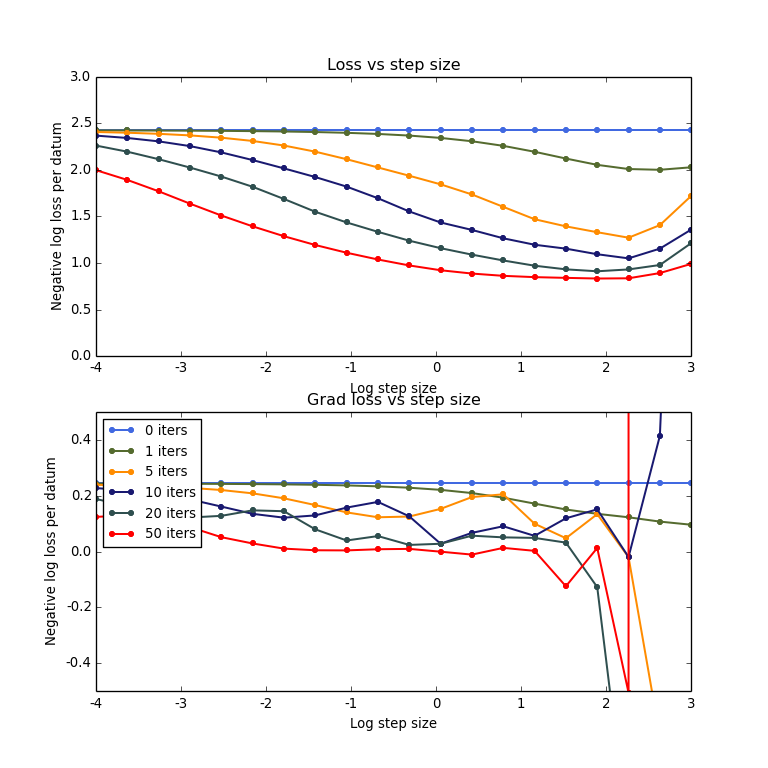 Loss vs step size
3.0
2.5
2.0
1.5
1.0
0.5
0.0
Negative log loss per datum
-4 -3 -2 -1 0 1 2 3
Log step size
Grad loss vs step size
0.4
0.2
0.0
-0.2
-0.4
Negative log loss per datum
0 iters
1 iters
5 iters
10 iters
20 iters
50 iters
-4 -3 -2 -1 0 1 2 3
Log step size